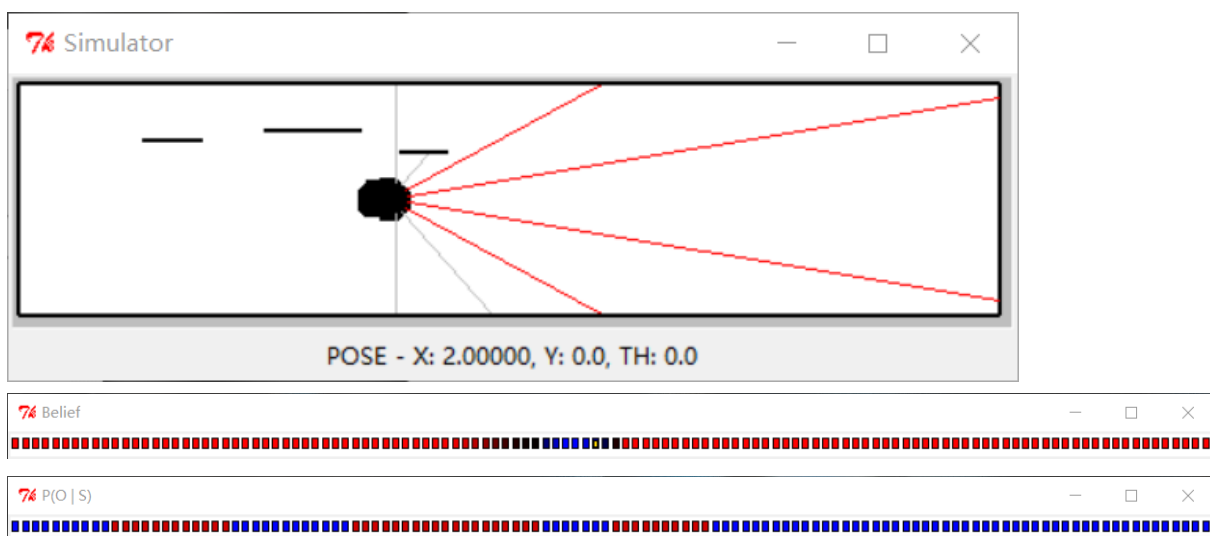 Simulator
POSE - X: 2.00000, Y: 0.0, TH: 0.0
Belief
P(O | S)